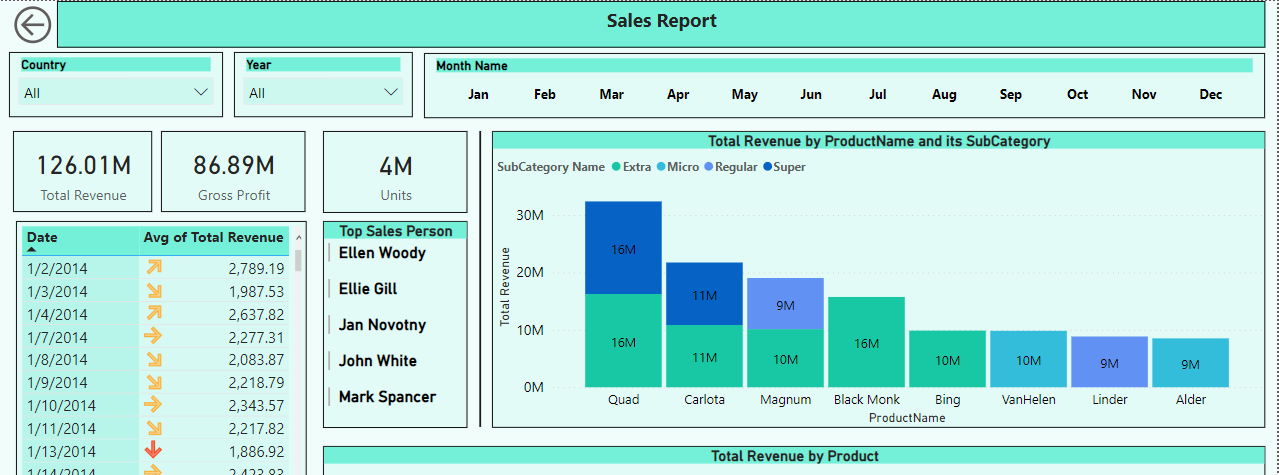 Sales Report
Country
All
Year
All
Month Name
Jan Feb Mar Apr May Jun Jul Aug Sep Oct Nov Dec
126.01M
Total Revenue
86.89M
Gross Profit
4M
Units
Date Avg of Total Revenue
1/2/2014 2,789.19
1/3/2014 1,987.53
1/4/2014 2,637.82
1/7/2014 2,277.31
1/8/2014 2,083.87
1/9/2014 2,218.79
1/10/2014 2,343.57
1/11/2014 2,217.82
1/13/2014 1,886.92
1/14/2014 2,423.83
Top Sales Person
Ellen Woody
Ellie Gill
Jan Novotny
John White
Mark Spancer
Total Revenue by ProductName and its SubCategory
SubCategory Name Extra Micro Regular Super
Total Revenue
30M
20M
10M
0M
16M
16M
11M
11M
9M
10M
16M
10M
10M
9M
9M
Quad Carlota Magnum Black Monk Bing VanHelen Linder Alder
ProductName
Total Revenue by Product